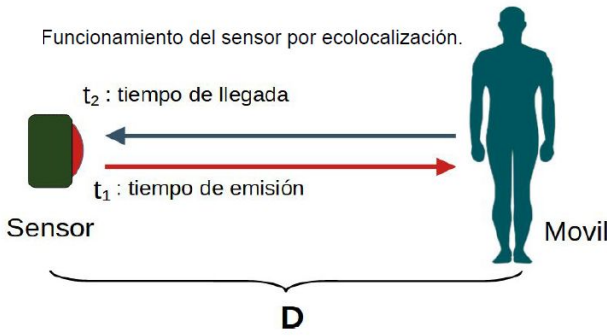 Funcionamiento del sensor por ecolocalización.
t₂ : tiempo de llegada
t₁ : tiempo de emisión
Sensor
Movil
D